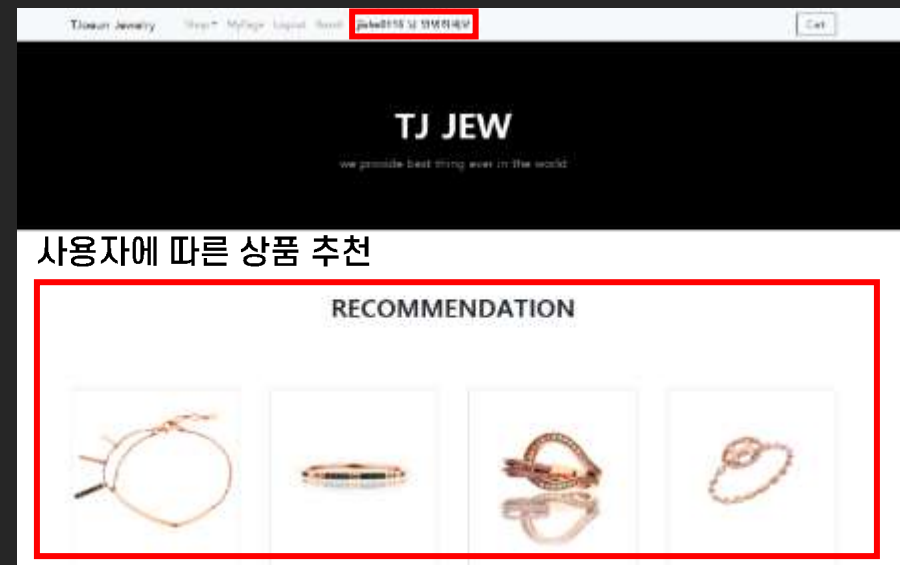 TJoeun Jewelry Shop MyPage Logout 님 안녕하세요 Cart
TJ JEW
we provide best thing ever in the world
사용자에 따른 상품 추천
RECOMMENDATION